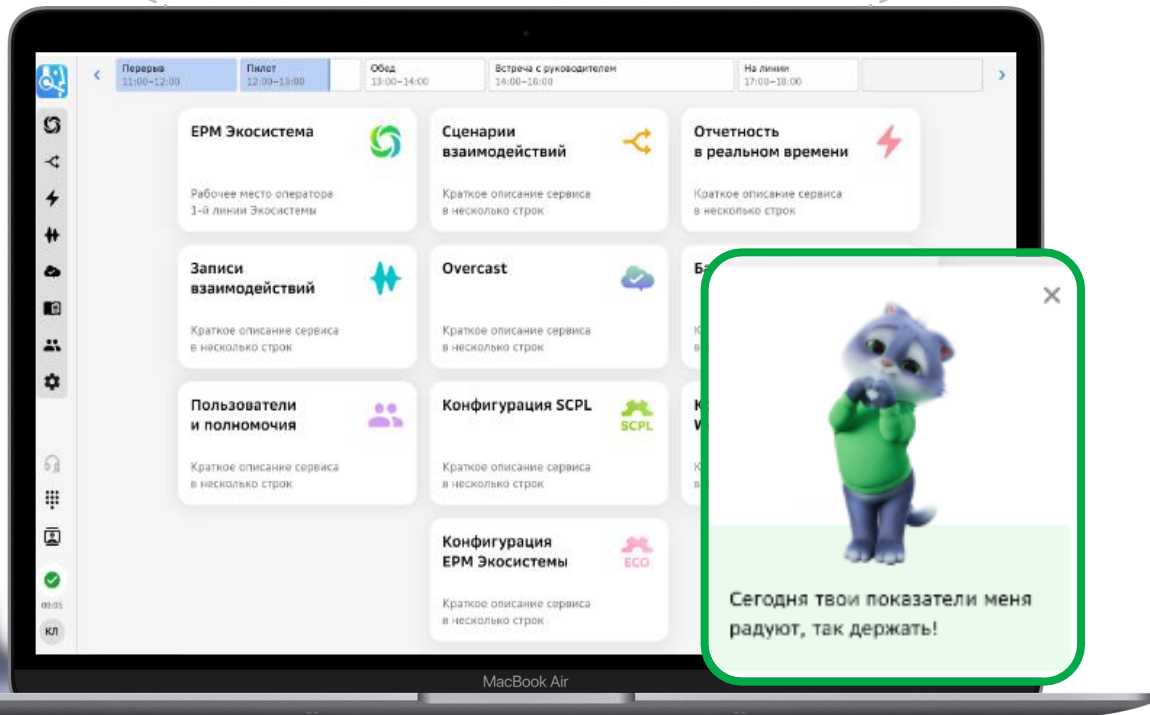 Перерыв
11:00–12:00
Пилот
12:00–13:00
Обед
13:00–14:00
Встреча с руководителем
14:00–16:00
На линии
17:00–18:00
ЕРМ Экосистема
Рабочее место оператора
1-й линии Экосистемы
Сценарии
взаимодействий
Краткое описание сервиса
в несколько строк
Отчетность
в реальном времени
Краткое описание сервиса
в несколько строк
Записи
взаимодействий
Краткое описание сервиса
в несколько строк
Overcast
Краткое описание сервиса
в несколько строк
Пользователи
и полномочия
Краткое описание сервиса
в несколько строк
Конфигурация SCPL
SCPL
Краткое описание сервиса
в несколько строк
Конфигурация
ЕРМ Экосистемы
ECO
Краткое описание сервиса
в несколько строк
00:05
КЛ
Сегодня твои показатели меня
радуют, так держать!
MacBook Air